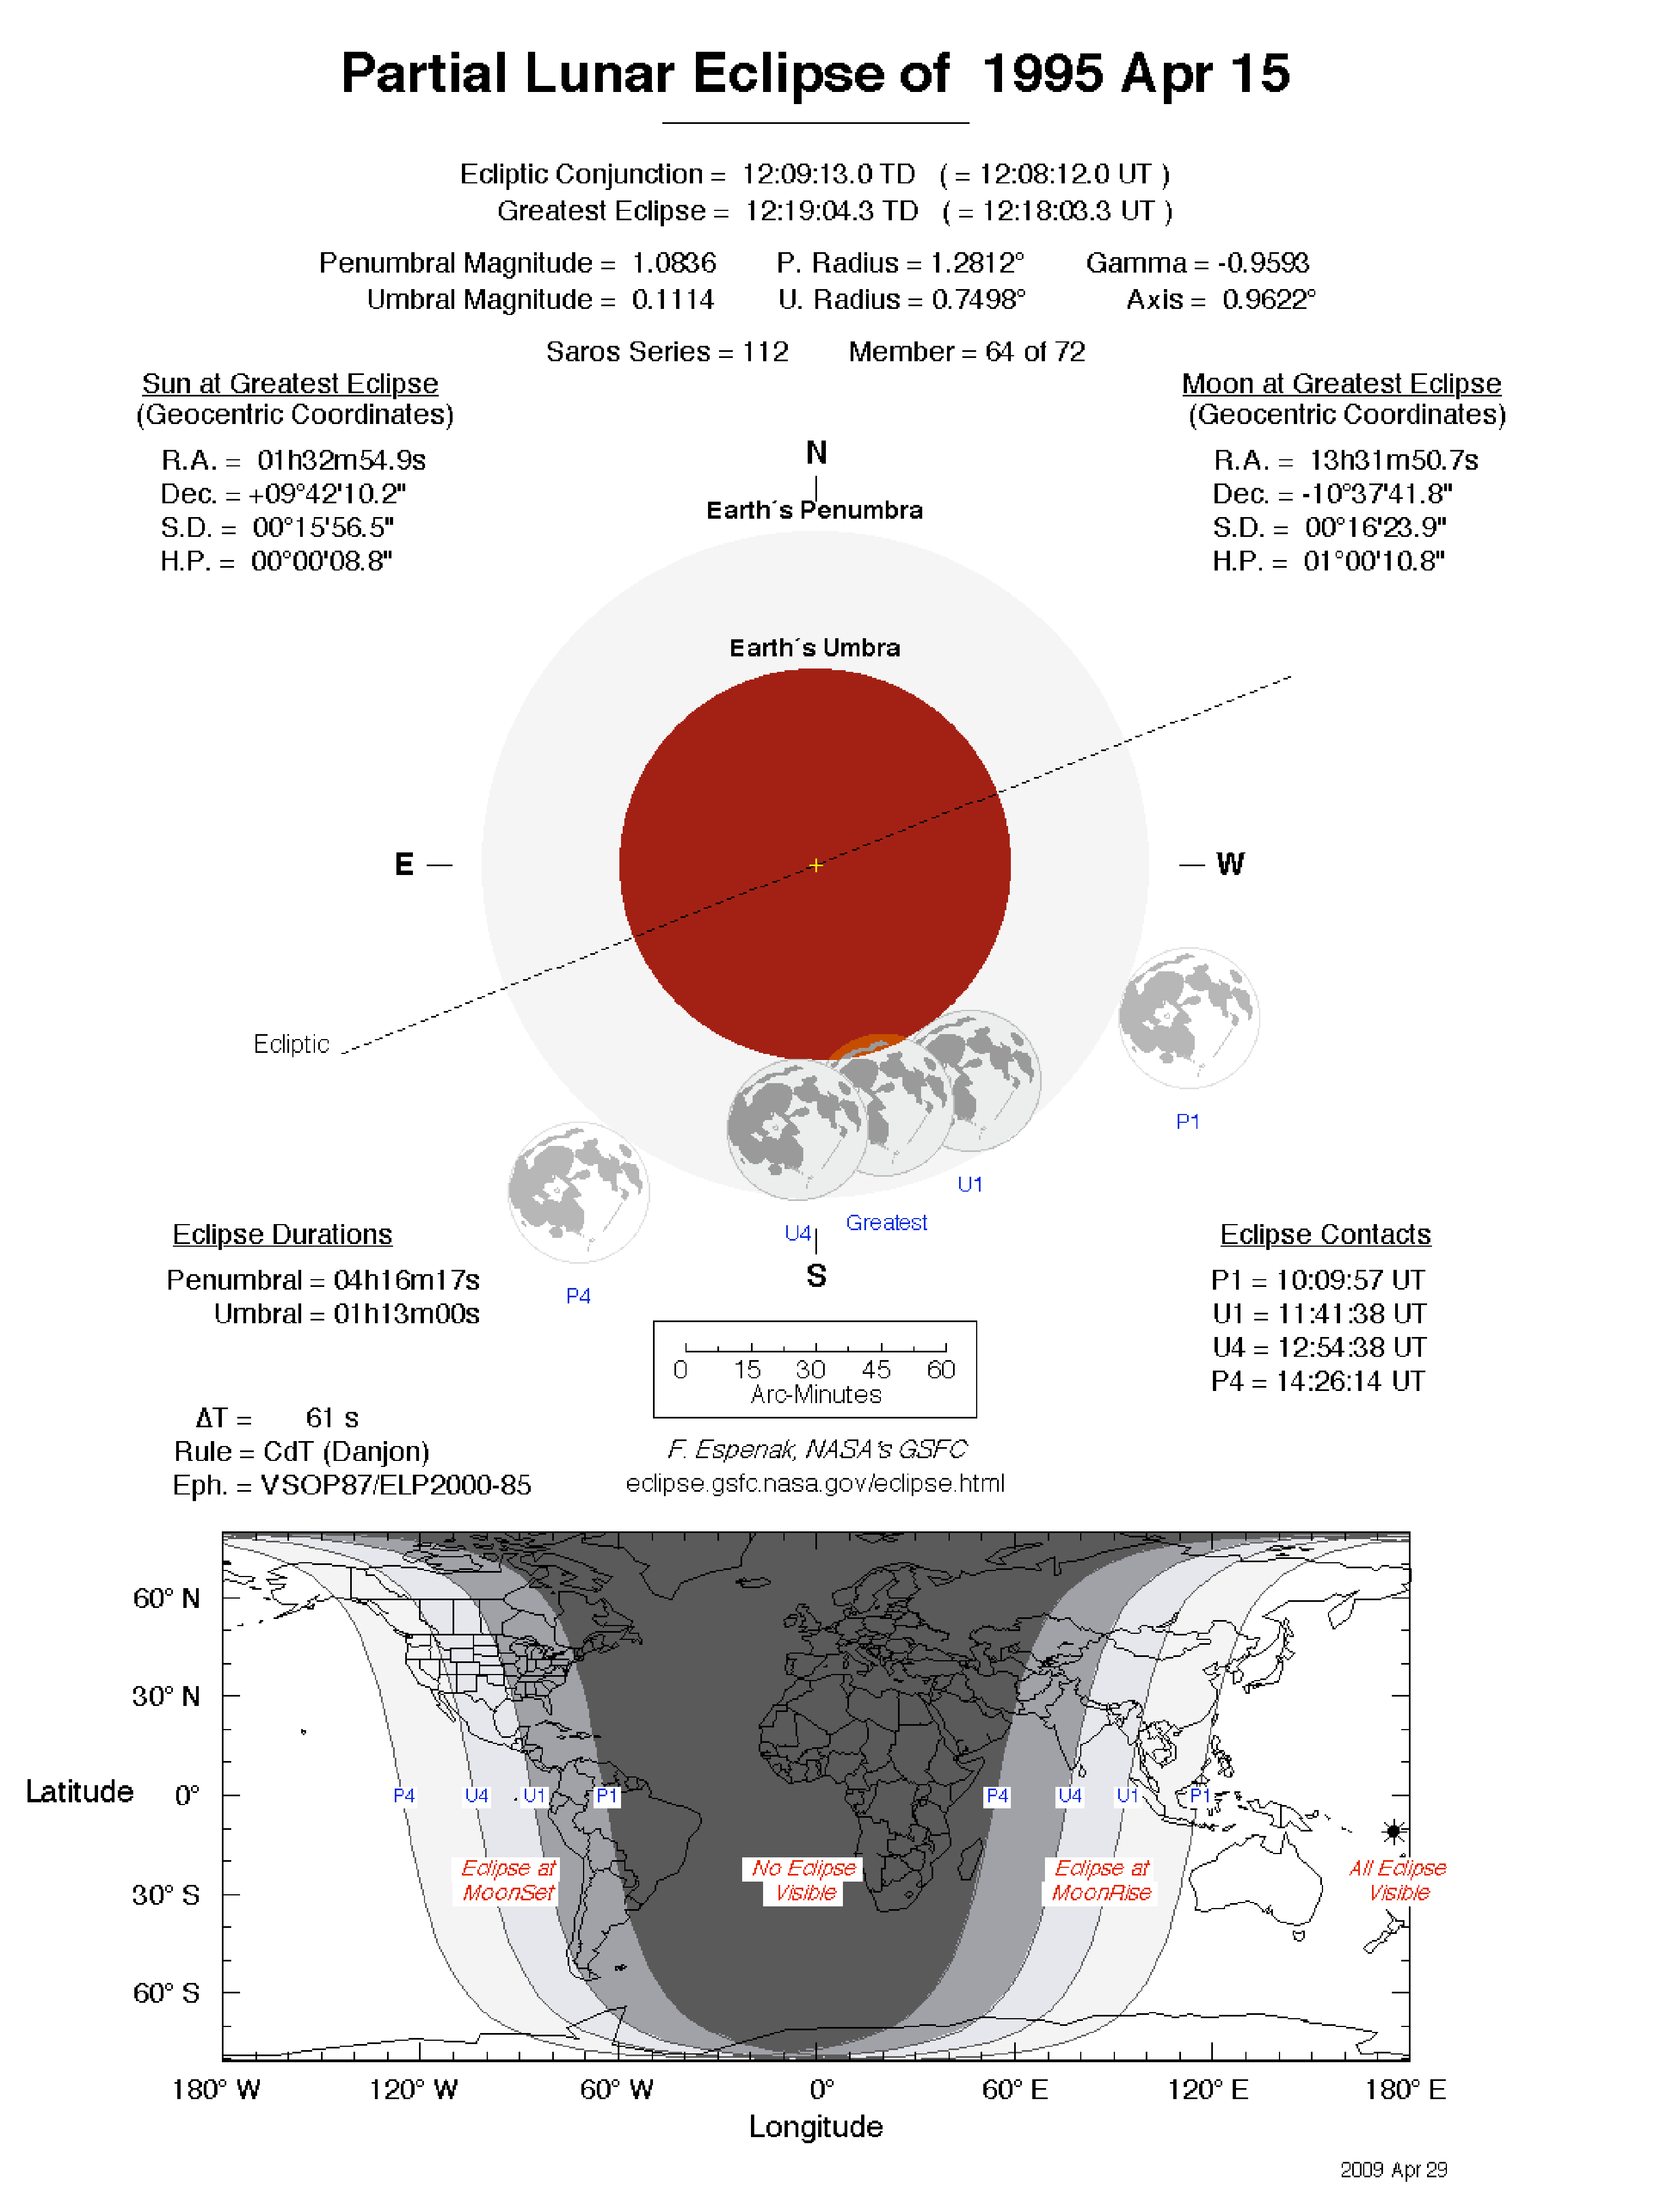 Partial Lunar Eclipse of  1995 Apr 15
Ecliptic Conjunction =  12:09:13.0 TD   ( = 12:08:12.0 UT )
Greatest Eclipse =  12:19:04.3 TD   ( = 12:18:03.3 UT )
Penumbral Magnitude =  1.0836   P. Radius = 1.2812°   Gamma = -0.9593
Umbral Magnitude =  0.1114   U. Radius = 0.7498°   Axis =  0.9622°
Saros Series = 112   Member = 64 of 72
Sun at Greatest Eclipse
(Geocentric Coordinates)
R.A. =  01h32m54.9s
Dec. = +09°42'10.2"
S.D. =  00°15'56.5"
H.P. =  00°00'08.8"
Moon at Greatest Eclipse
(Geocentric Coordinates)
R.A. =  13h31m50.7s
Dec. = -10°37'41.8"
S.D. =  00°16'23.9"
H.P. =  01°00'10.8"
N
Earth´s Penumbra
Earth´s Umbra
E
W
Ecliptic
P1
U1
Greatest
U4
S
P4
Eclipse Durations
Penumbral = 04h16m17s
Umbral = 01h13m00s
Eclipse Contacts
P1 = 10:09:57 UT
U1 = 11:41:38 UT
U4 = 12:54:38 UT
P4 = 14:26:14 UT
0 15 30 45 60
Arc-Minutes
ΔT =   61 s
Rule = CdT (Danjon)
Eph. = VSOP87/ELP2000-85
F. Espenak, NASA's GSFC
eclipse.gsfc.nasa.gov/eclipse.html
60° N
30° N
Latitude 0°
30° S
60° S
P4 U4 U1 P1 P4 U4 U1 P1
Eclipse at
MoonSet
No Eclipse
Visible
Eclipse at
MoonRise
All Eclipse
Visible
180° W 120° W 60° W 0° 60° E 120° E 180° E
Longitude
2009 Apr 29